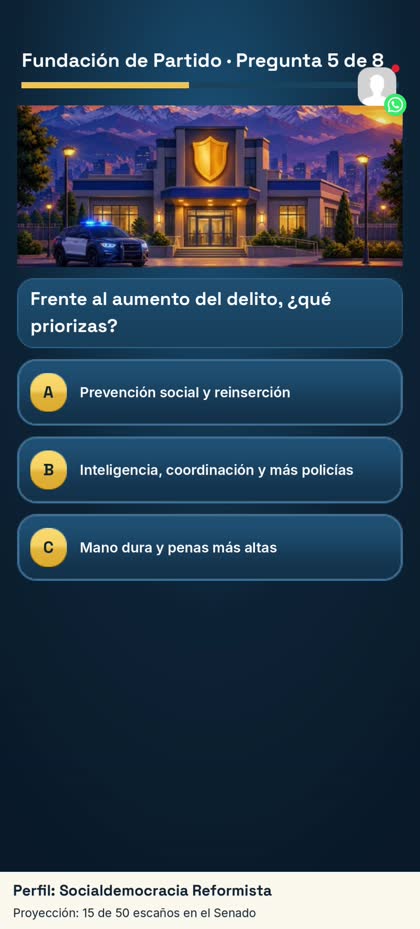 Fundación de Partido · Pregunta 5 de 8
Frente al aumento del delito, ¿qué
priorizas?
A Prevención social y reinserción
B Inteligencia, coordinación y más policías
C Mano dura y penas más altas
Perfil: Socialdemocracia Reformista
Proyección: 15 de 50 escaños en el Senado